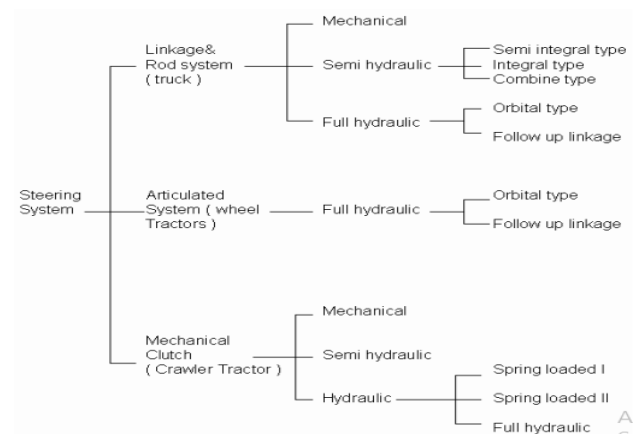 Mechanical
Linkage&
Rod system
( truck )
Semi hydraulic
Semi integral type
Integral type
Combine type
Full hydraulic
Orbital type
Follow up linkage
Steering
System
Articulated
System ( wheel
Tractors )
Full hydraulic
Orbital type
Follow up linkage
Mechanical
Mechanical
Clutch
( Crawler Tractor )
Semi hydraulic
Hydraulic
Spring loaded I
Spring loaded II
Full hydraulic
A